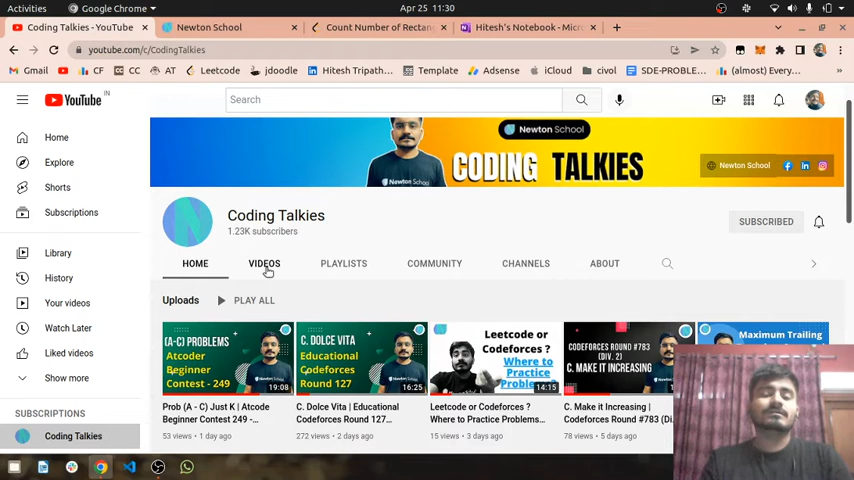 Activities
Google Chrome
Apr 25 11:30
Coding Talkies - YouTube
Newton School
Count Number of Rectan
Hitesh's Notebook - Micro
youtube.com/c/CodingTalkies
Gmail
CF
CC
AT
Leetcode
jdoodle
Hitesh Tripath...
Template
Adsense
iCloud
civol
SDE-PROBLE...
(almost) Every...
YouTube IN
Search
Home
Explore
Shorts
Subscriptions
Library
History
Your videos
Watch Later
Liked videos
Show more
SUBSCRIPTIONS
Coding Talkies
Newton School
CODING TALKIES
Newton School
Newton School
Coding Talkies
1.23K subscribers
SUBSCRIBED
HOME
VIDEOS
PLAYLISTS
COMMUNITY
CHANNELS
ABOUT
Uploads
PLAY ALL
(A-C) PROBLEMS
Atcoder
Beginner
Contest - 249
19:08
C. DOLCE VITA
Educational
Codeforces
Round 127
16:25
Leetcode or
Codeforces ?
Where to
Practice
Proble
14:15
CODEFORCES ROUND #783
(DIV. 2)
C. MAKE IT INCREASING
Maximum Trailing
Prob (A - C) Just K | Atcode
Beginner Contest 249 -...
53 views • 1 day ago
C. Dolce Vita | Educational
Codeforces Round 127...
272 views • 2 days ago
Leetcode or Codeforces ?
Where to Practice Problems...
15 views • 3 days ago
C. Make it Increasing |
Codeforces Round #783 (Di.
78 views • 5 days ago